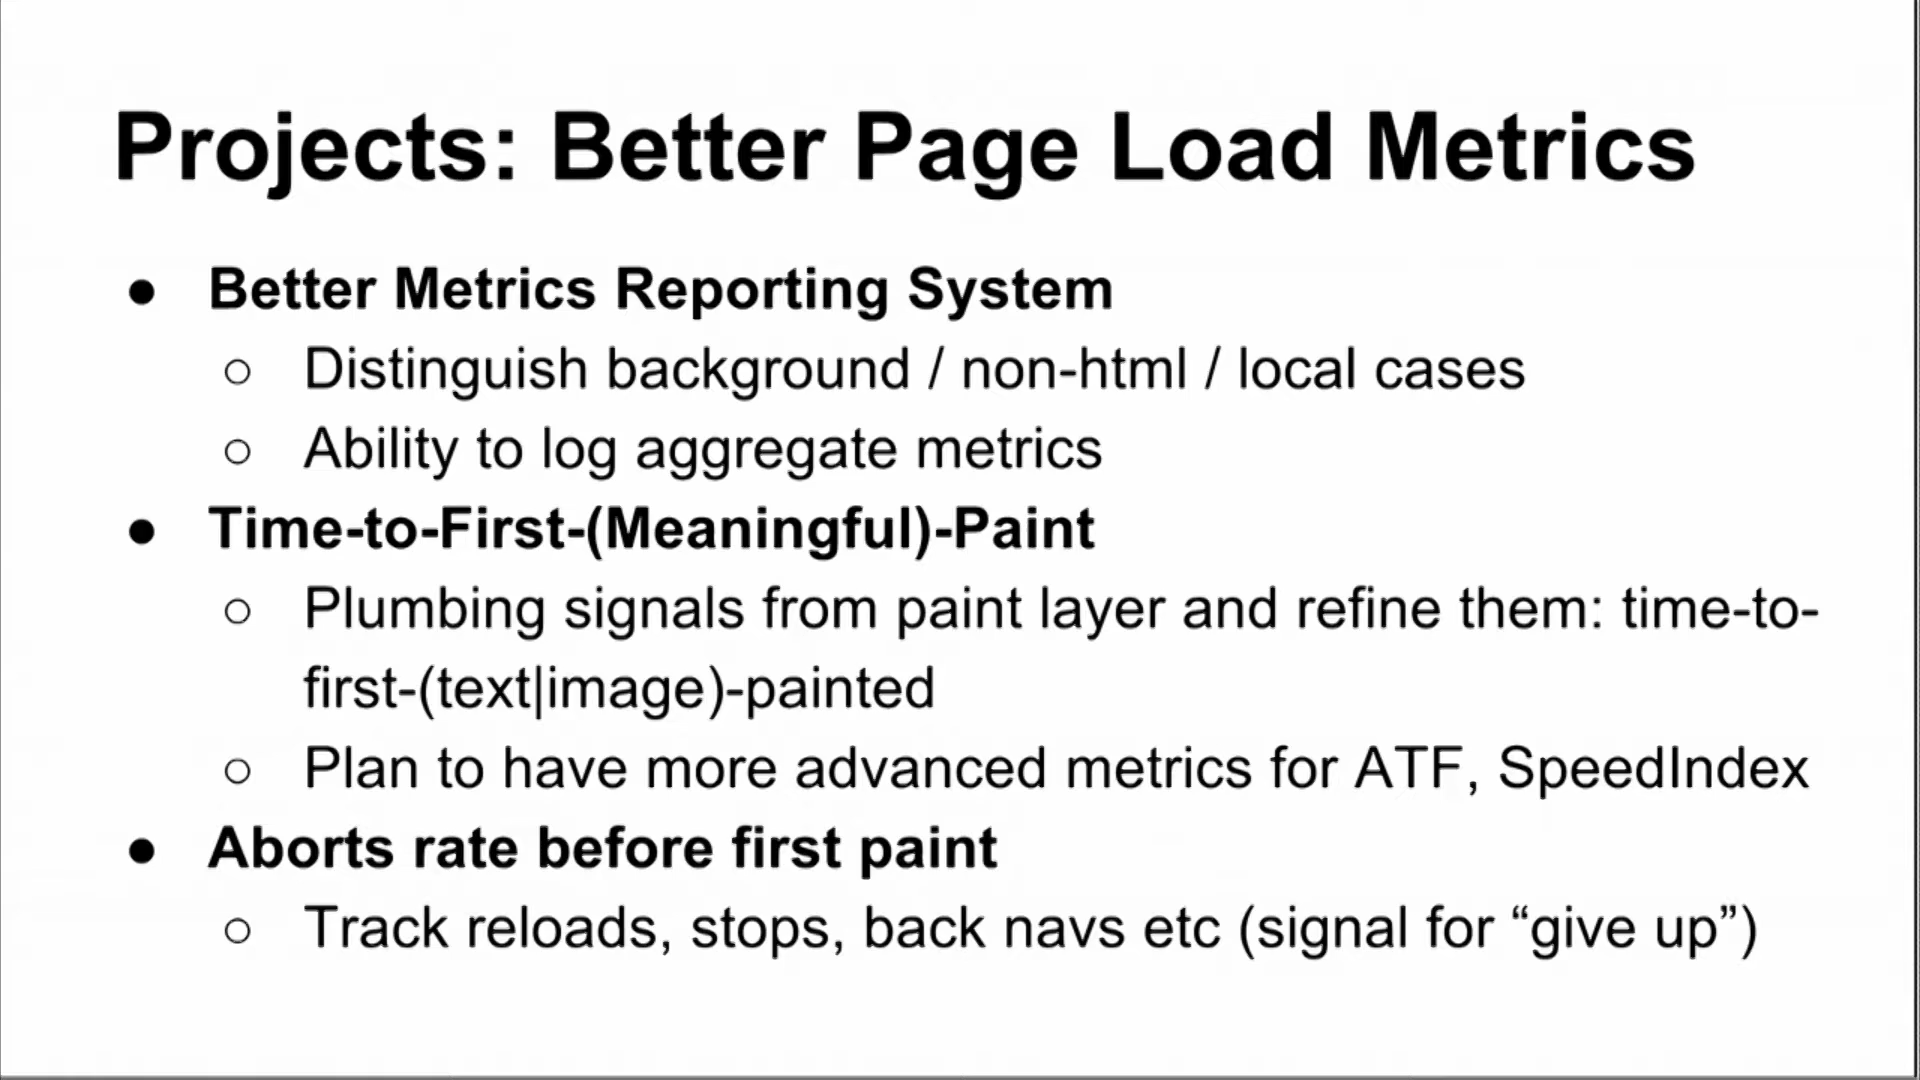 Projects: Better Page Load Metrics
● Better Metrics Reporting System
○ Distinguish background / non-html / local cases
○ Ability to log aggregate metrics
● Time-to-First-(Meaningful)-Paint
○ Plumbing signals from paint layer and refine them: time-to-
first-(text|image)-painted
○ Plan to have more advanced metrics for ATF, SpeedIndex
● Aborts rate before first paint
○ Track reloads, stops, back navs etc (signal for “give up”)